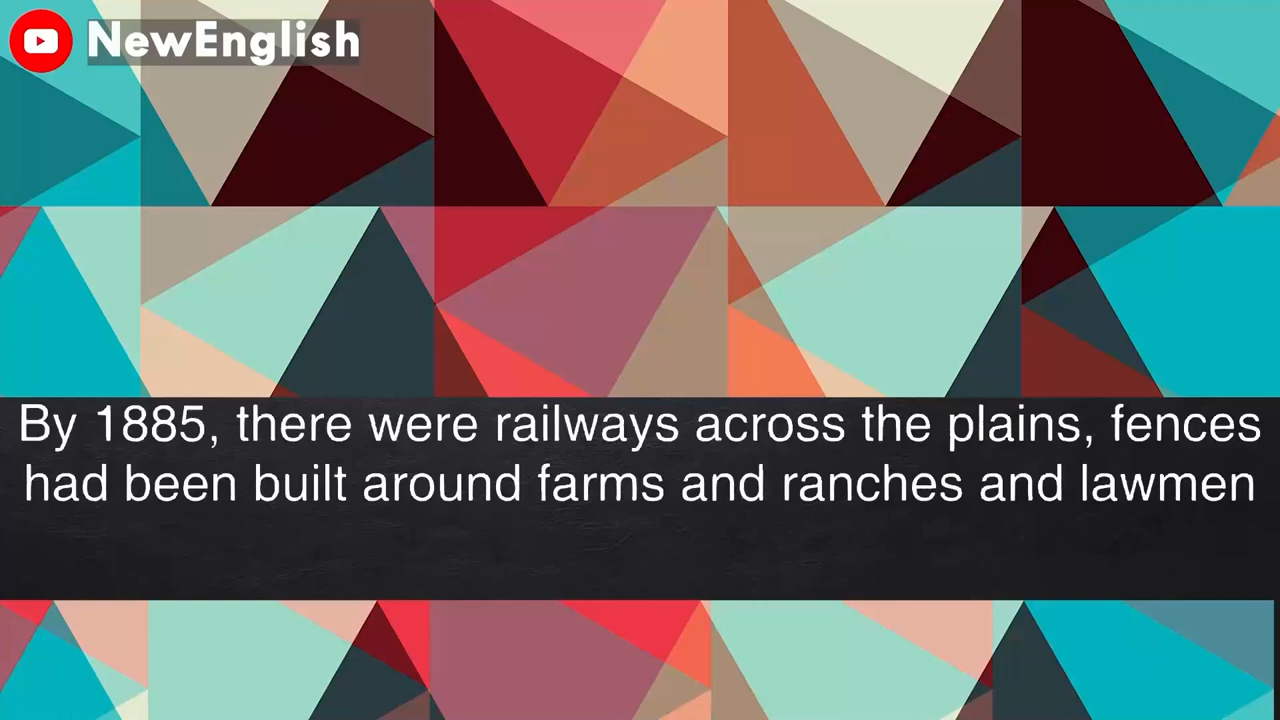 NewEnglish
By 1885, there were railways across the plains, fences
had been built around farms and ranches and lawmen